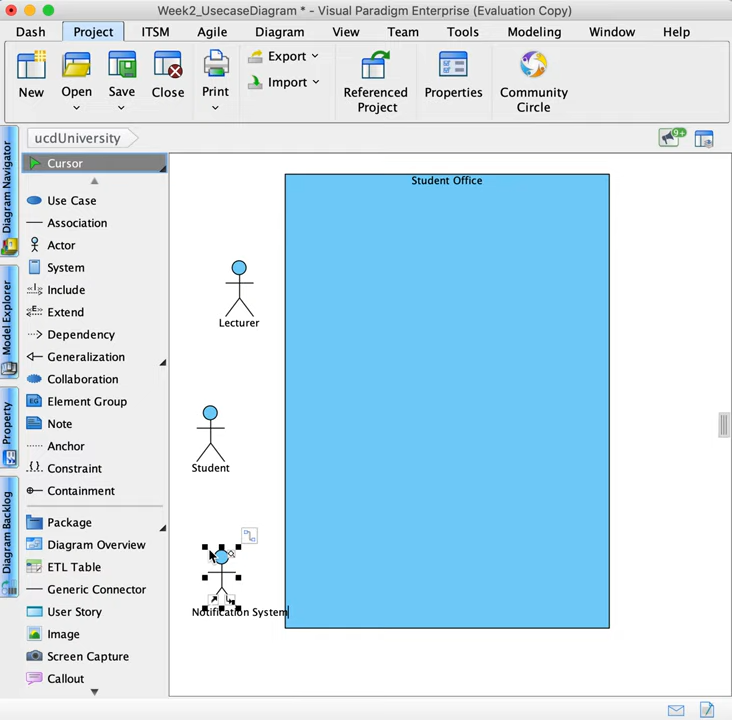 Week2_UsecaseDiagram * - Visual Paradigm Enterprise (Evaluation Copy)
Dash Project ITSM Agile Diagram View Team Tools Modeling Window Help
New Open Save Close Print Export Import Referenced Project Properties Community Circle
ucdUniversity
9+
Diagram Navigator
Model Explorer
Property
Diagram Backlog
Cursor
Use Case
Association
Actor
System
Include
Extend
Dependency
Generalization
Collaboration
Element Group
Note
Anchor
Constraint
Containment
Package
Diagram Overview
ETL Table
Generic Connector
User Story
Image
Screen Capture
Callout
Student Office
Lecturer
Student
Notification System